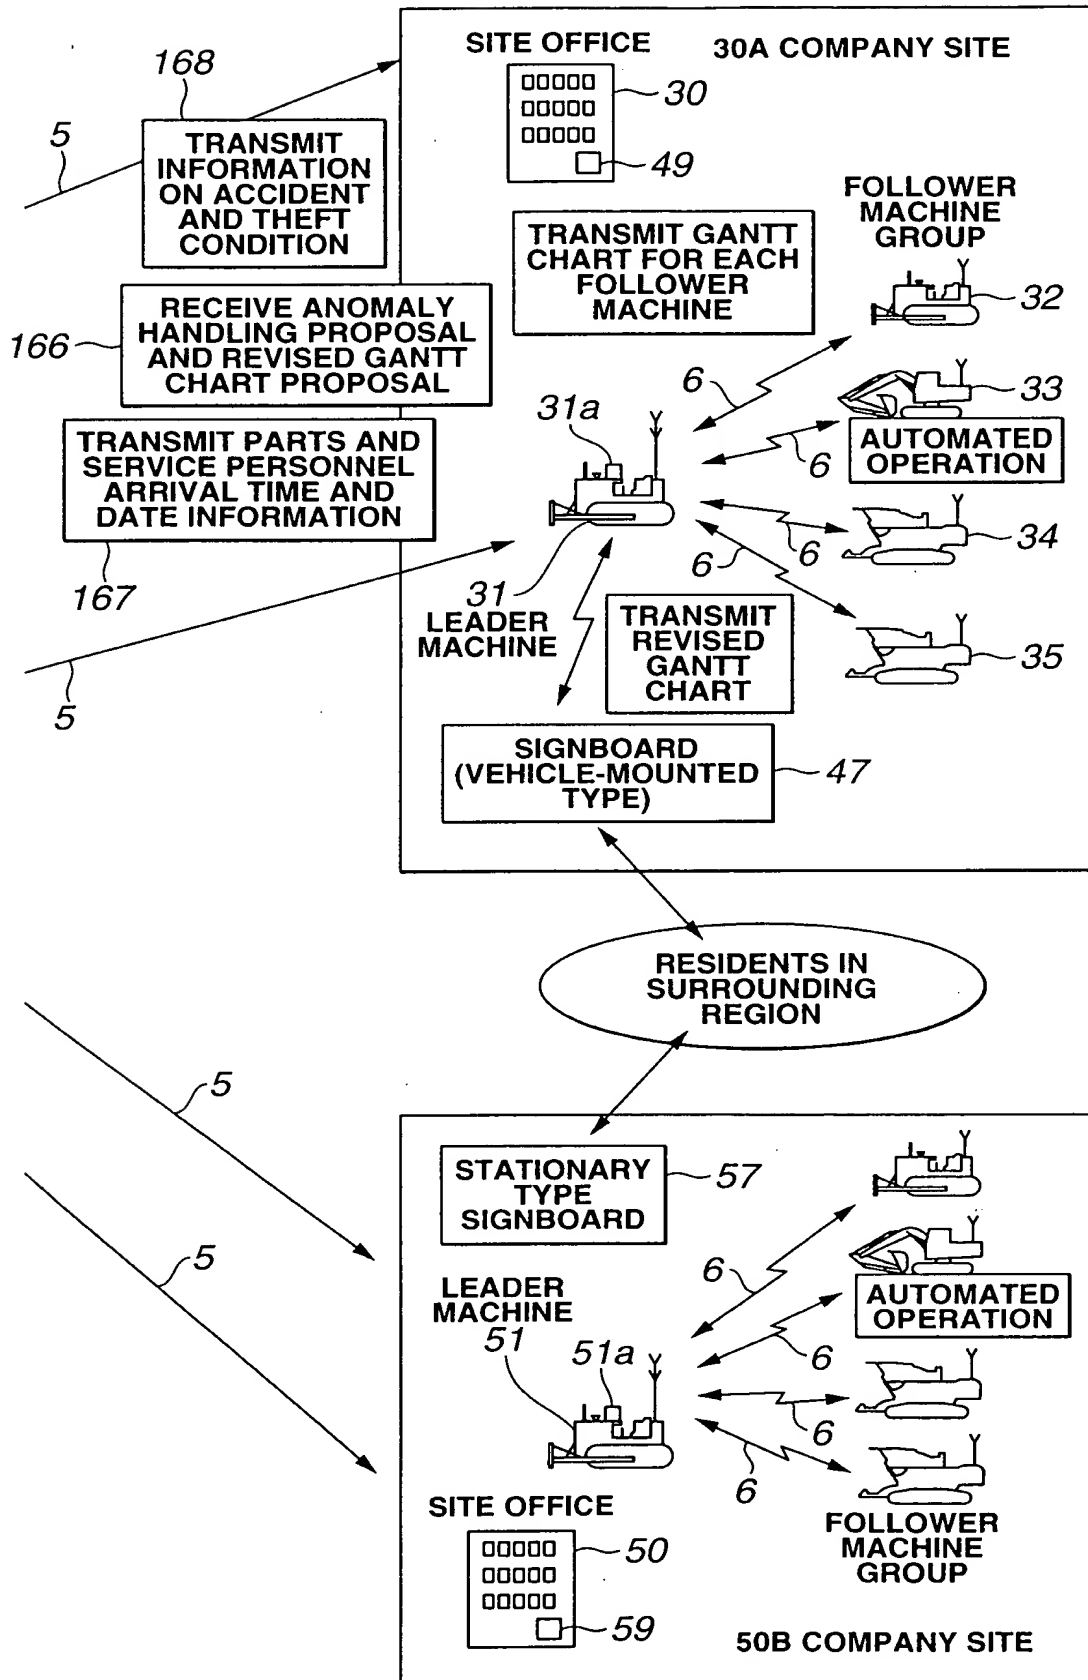 SITE OFFICE
30A COMPANY SITE
168
30
5
TRANSMIT
INFORMATION
ON ACCIDENT
AND THEFT
CONDITION
49
FOLLOWER
MACHINE
GROUP
TRANSMIT GANTT
CHART FOR EACH
FOLLOWER
MACHINE
32
RECEIVE ANOMALY
HANDLING PROPOSAL
AND REVISED GANTT
CHART PROPOSAL
166
6
33
31a
AUTOMATED
OPERATION
6
TRANSMIT PARTS AND
SERVICE PERSONNEL
ARRIVAL TIME AND
DATE INFORMATION
167
34
6
6
31
LEADER
MACHINE
TRANSMIT
REVISED
GANTT
CHART
35
5
SIGNBOARD
(VEHICLE-MOUNTED
TYPE)
47
RESIDENTS IN
SURROUNDING
REGION
5
STATIONARY
TYPE
SIGNBOARD
57
5
6
LEADER
MACHINE
51
51a
AUTOMATED
OPERATION
6
6
6
SITE OFFICE
50
FOLLOWER
MACHINE
GROUP
59
50B COMPANY SITE